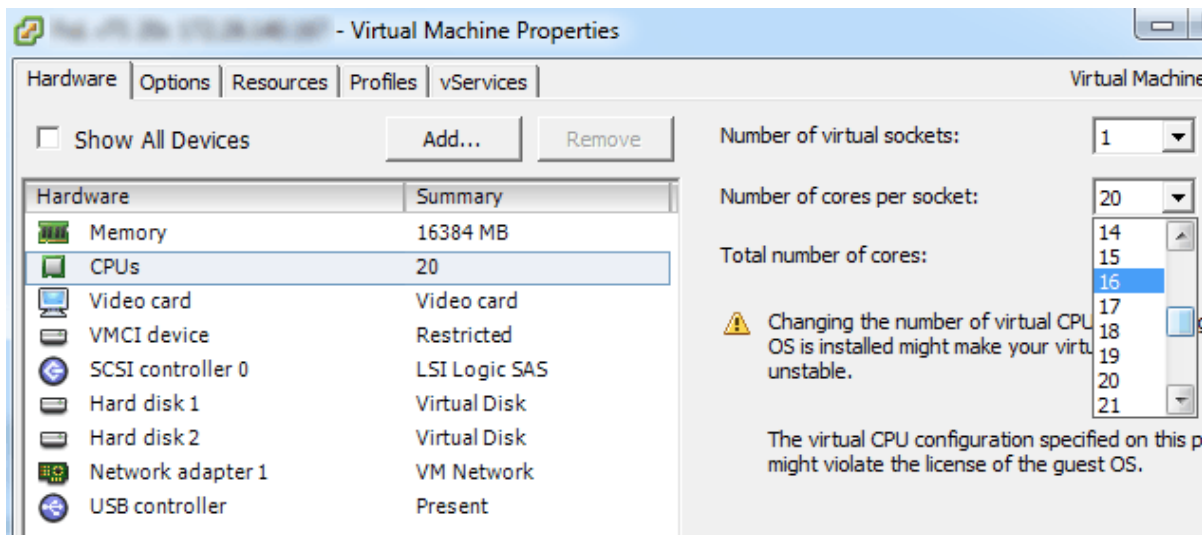 - Virtual Machine Properties
Hardware Options Resources Profiles vServices
Virtual Machine
Show All Devices
Add...
Remove
Hardware Summary
Memory 16384 MB
CPUs 20
Video card Video card
VMCI device Restricted
SCSI controller 0 LSI Logic SAS
Hard disk 1 Virtual Disk
Hard disk 2 Virtual Disk
Network adapter 1 VM Network
USB controller Present
Number of virtual sockets: 1
Number of cores per socket: 20
14
15
16
17
18
19
20
21
Total number of cores:
Changing the number of virtual CPU
OS is installed might make your virtu
unstable.
The virtual CPU configuration specified on this p
might violate the license of the guest OS.